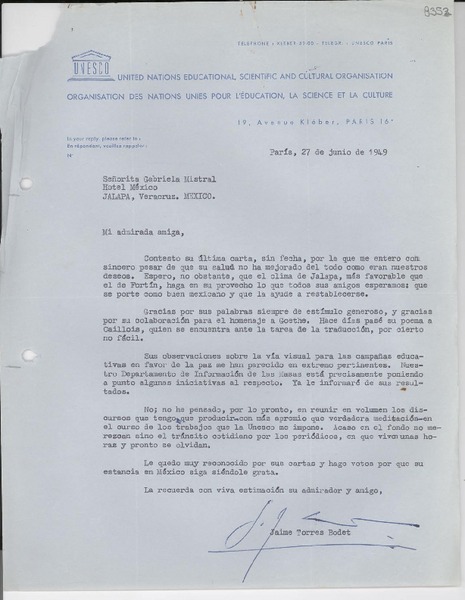 8353
TELEPHONE : KLEBER 52-00 - TELEGR. : UNESCO PARIS
UNESCO
UNITED NATIONS EDUCATIONAL, SCIENTIFIC AND CULTURAL ORGANISATION
ORGANISATION DES NATIONS UNIES POUR L'ÉDUCATION, LA SCIENCE ET LA CULTURE
19, Avenue Kléber, PARIS 16e
In your reply, please refer to :
En répondant, veuillez rappeler :
N°
París, 27 de junio de 1949
Señorita Gabriela Mistral
Hotel México
JALAPA, Veracruz. MEXICO.
Mi admirada amiga,
Contesto su última carta, sin fecha, por la que me entero con
sincero pesar de que su salud no ha mejorado del todo como eran nuestros
deseos. Espero, no obstante, que el clima de Jalapa, más favorable que
el de Fortín, haga en su provecho lo que todos sus amigos esperamos: que
se porte como buen mexicano y que la ayude a restablecerse.
Gracias por sus palabras siempre de estímulo generoso, y gracias
por su colaboración para el homenaje a Goethe. Hace días pasé su poema a
Caillois, quien se encuentra ante la tarea de la traducción, por cierto
no fácil.
Sus observaciones sobre la vía visual para las campañas educa-
tivas en favor de la paz me han parecido en extremo pertinentes. Nues-
tro Departamento de Información de las Masas está precisamente poniendo
a punto algunas iniciativas al respecto. Ya le informaré de sus resul-
tados.
No; no he pensado, por lo pronto, en reunir en volumen los dis-
cursos que tengo que producir con más apremio que verdadera meditación en
el curso de los trabajos que la Unesco me impone. Acaso en el fondo no me-
rezcan sino el tránsito cotidiano por los periódicos, en que viven unas ho-
ras y pronto se olvidan.
Le quedo muy reconocido por sus cartas y hago votos por que su
estancia en México siga siéndole grata.
La recuerda con viva estimación su admirador y amigo,
Jaime Torres Bodet